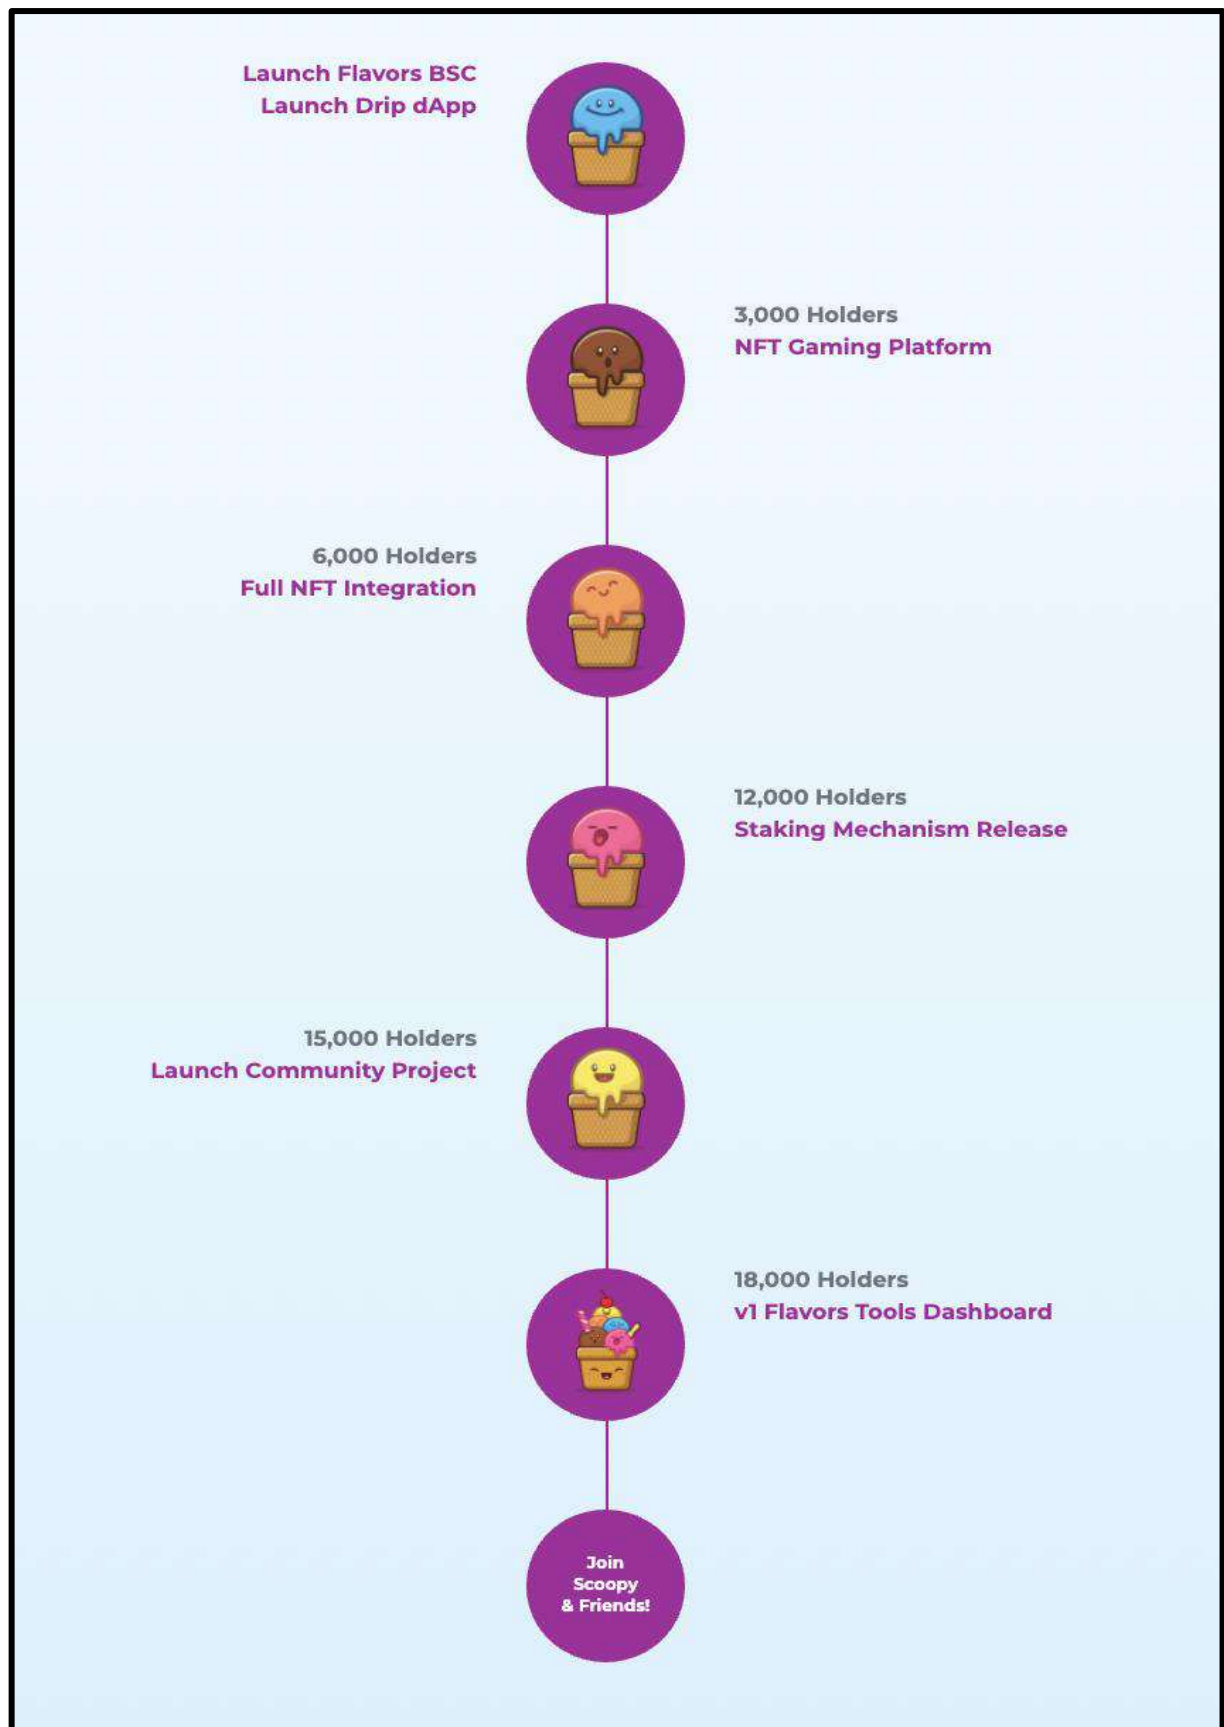 Launch Flavors BSC
Launch Drip dApp
3,000 Holders
NFT Gaming Platform
6,000 Holders
Full NFT Integration
12,000 Holders
Staking Mechanism Release
15,000 Holders
Launch Community Project
18,000 Holders
v1 Flavors Tools Dashboard
Join
Scoopy
& Friends!